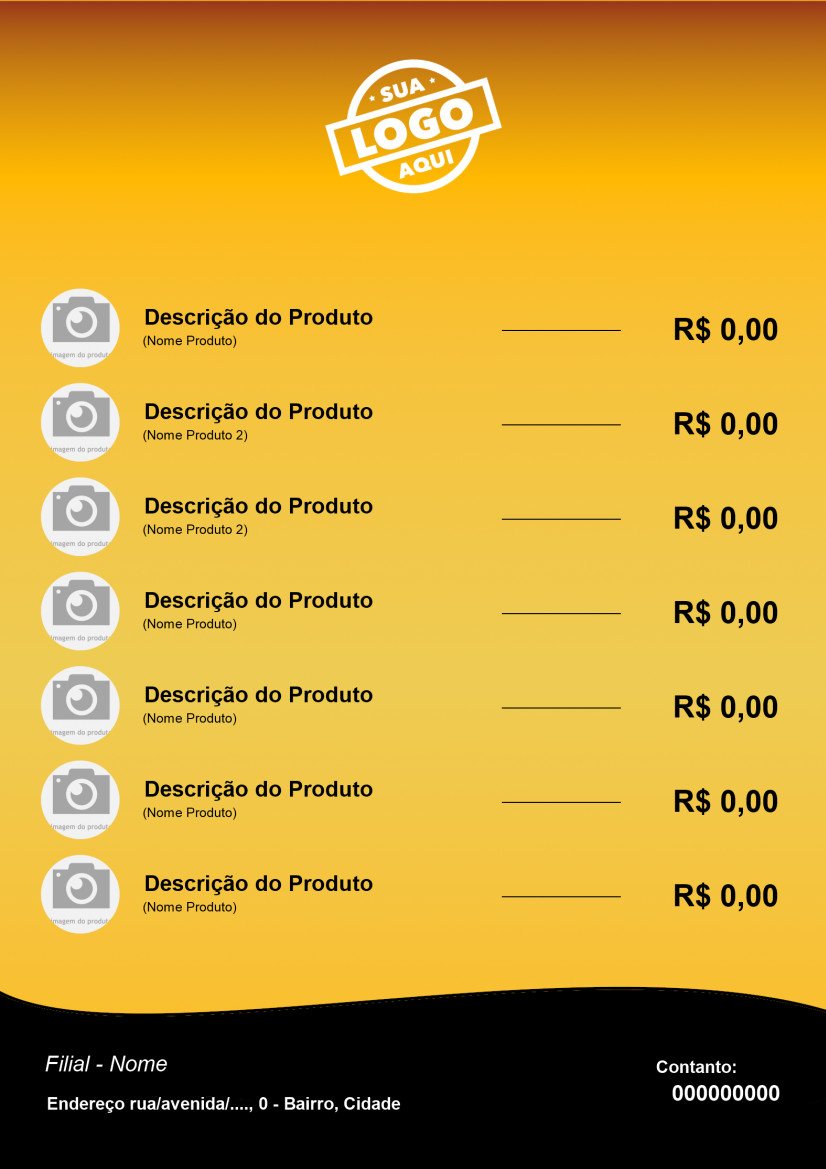 SUA
LOGO
AQUI
Descrição do Produto
(Nome Produto)
R$ 0,00
Imagem do produto
Descrição do Produto
(Nome Produto 2)
R$ 0,00
Imagem do produto
Descrição do Produto
(Nome Produto 2)
R$ 0,00
Imagem do produto
Descrição do Produto
(Nome Produto)
R$ 0,00
Imagem do produto
Descrição do Produto
(Nome Produto)
R$ 0,00
Imagem do produto
Descrição do Produto
(Nome Produto)
R$ 0,00
Imagem do produto
Descrição do Produto
(Nome Produto)
R$ 0,00
Imagem do produto
Filial - Nome
Contanto:
000000000
Endereço rua/avenida/...., 0 - Bairro, Cidade